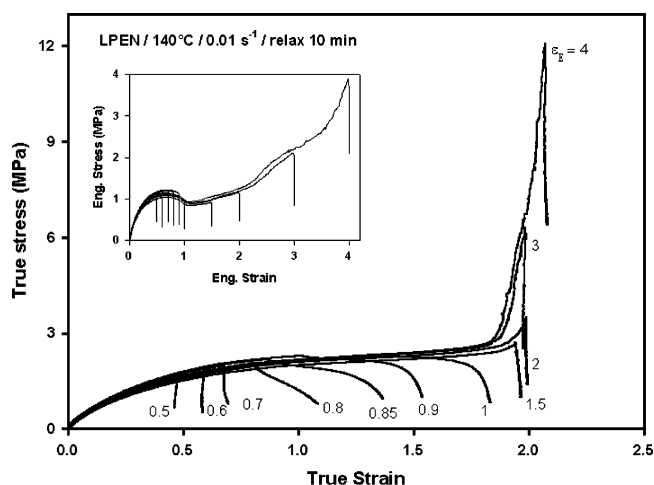 LPEN / 140°C / 0.01 s⁻¹ / relax 10 min
True stress (MPa)
12
9
6
3
0
Eng. Stress (MPa)
4
3
2
1
0
0 1 2 3 4
Eng. Strain
εE = 4
3
2
1.5
0.5 0.6 0.7 0.8 0.85 0.9 1
0.0 0.5 1.0 1.5 2.0 2.5
True Strain